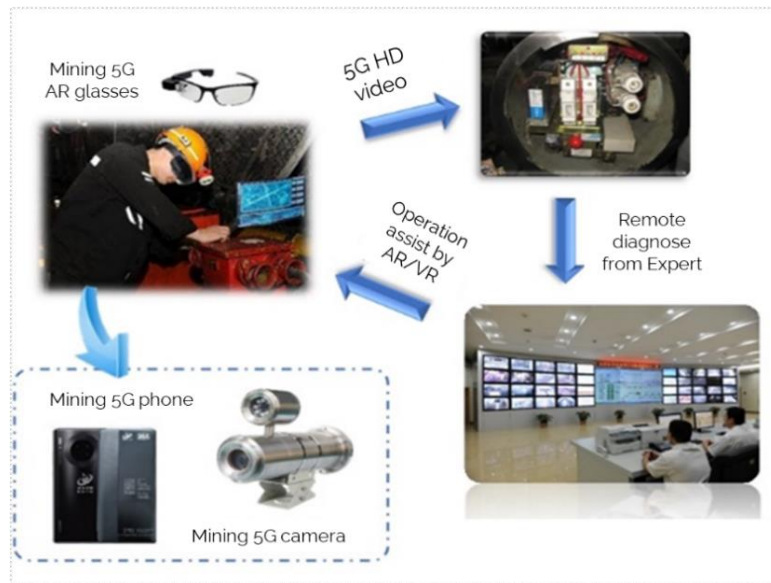 Mining 5G
AR glasses
5G HD
video
Operation
assist by
AR/VR
Remote
diagnose
from Expert
Mining 5G phone
Mining 5G camera